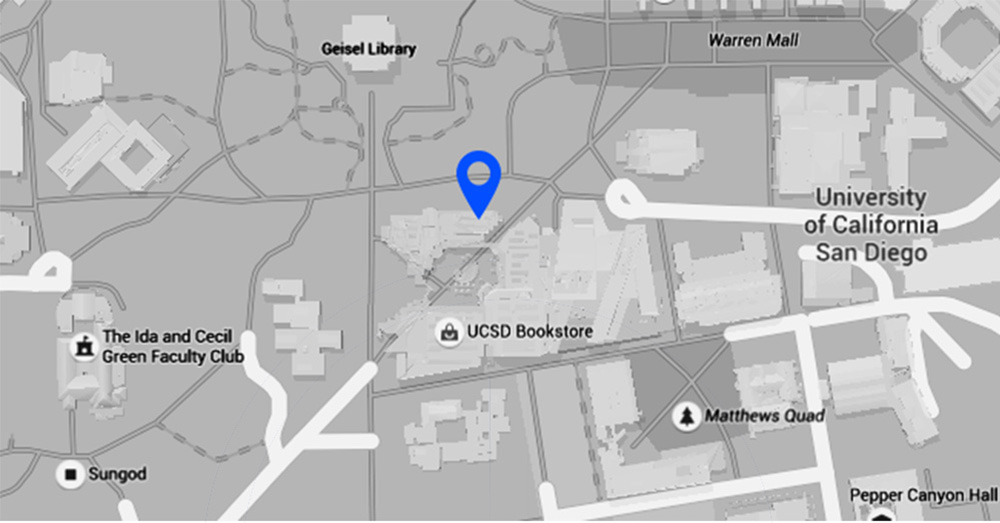 Warren Mall
Geisel Library
University
of California
San Diego
UCSD Bookstore
The Ida and Cecil
Green Faculty Club
Matthews Quad
Sungod
Pepper Canyon Hall